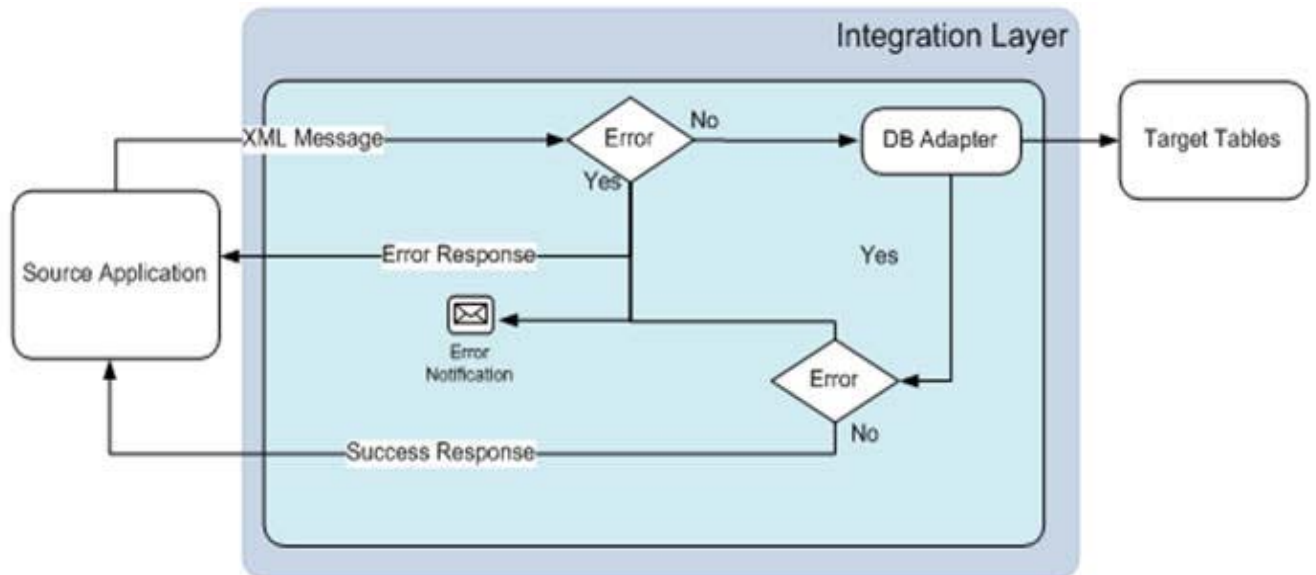 Integration Layer
XML Message
Error
No
DB Adapter
Target Tables
Yes
Error Response
Yes
Source Application
Error
Notification
Error
No
Success Response